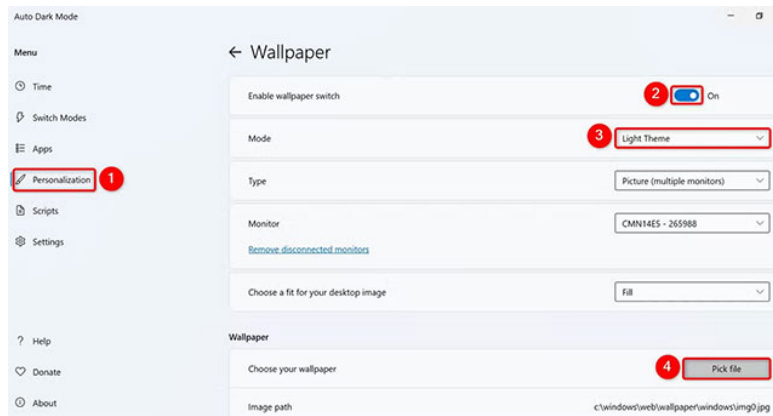 Auto Dark Mode
Menu
Time
Switch Modes
Apps
Personalization 1
Scripts
Settings
? Help
Donate
About
← Wallpaper
Enable wallpaper switch 2 On
Mode 3 Light Theme
Type Picture (multiple monitors)
Monitor CMN14E5 - 265988
Remove disconnected monitors
Choose a fit for your desktop image Fill
Wallpaper
Choose your wallpaper 4 Pick file
Image path c:\windows\web\wallpaper\windows\img0.jpg